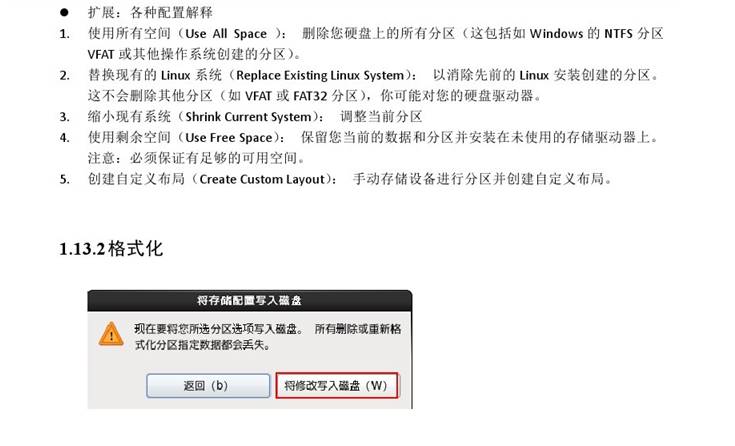 ● 扩展：各种配置解释
1. 使用所有空间（Use All Space ）： 删除您硬盘上的所有分区（这包括如 Windows 的 NTFS 分区
VFAT 或其他操作系统创建的分区）。
2. 替换现有的 Linux 系统（Replace Existing Linux System）： 以消除先前的 Linux 安装创建的分区。
这不会删除其他分区（如 VFAT 或 FAT32 分区），你可能对您的硬盘驱动器。
3. 缩小现有系统（Shrink Current System）： 调整当前分区
4. 使用剩余空间（Use Free Space）： 保留您当前的数据和分区并安装在未使用的存储驱动器上。
注意：必须保证有足够的可用空间。
5. 创建自定义布局（Create Custom Layout）： 手动存储设备进行分区并创建自定义布局。
1.13.2格式化
将存储配置写入磁盘
现在要将您所选分区选项写入磁盘。 所有删除或重新格
式化分区指定数据都会丢失。
返回（b）
将修改写入磁盘（W）